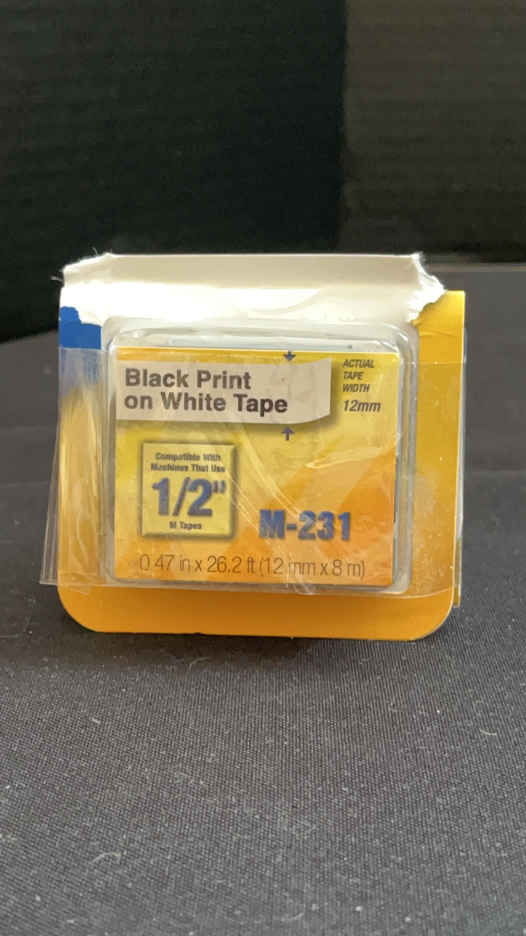 Black Print
on White Tape
ACTUAL
TAPE
WIDTH
12mm
Compatible With
Machines That Use
1/2"
M Tapes
M-231
0.47 in x 26.2 ft (12 mm x 8 m)